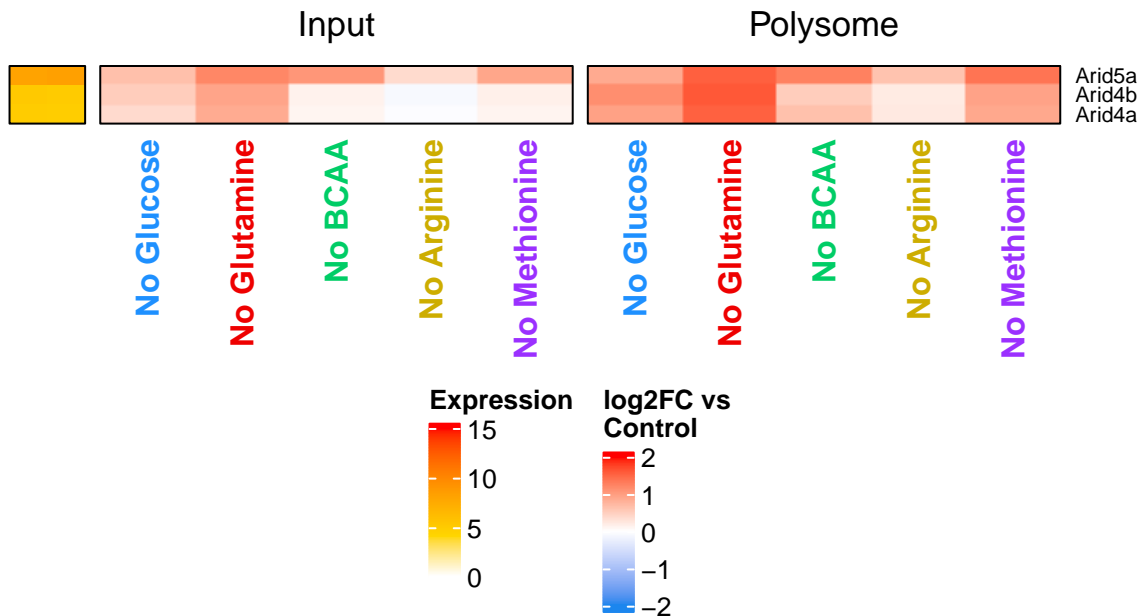 Input
Polysome
Arid5a
Arid4b
Arid4a
No Glucose
No Glutamine
No BCAA
No Arginine
No Methionine
No Glucose
No Glutamine
No BCAA
No Arginine
No Methionine
Expression
15
10
5
0
log2FC vs
Control
2
1
0
−1
−2